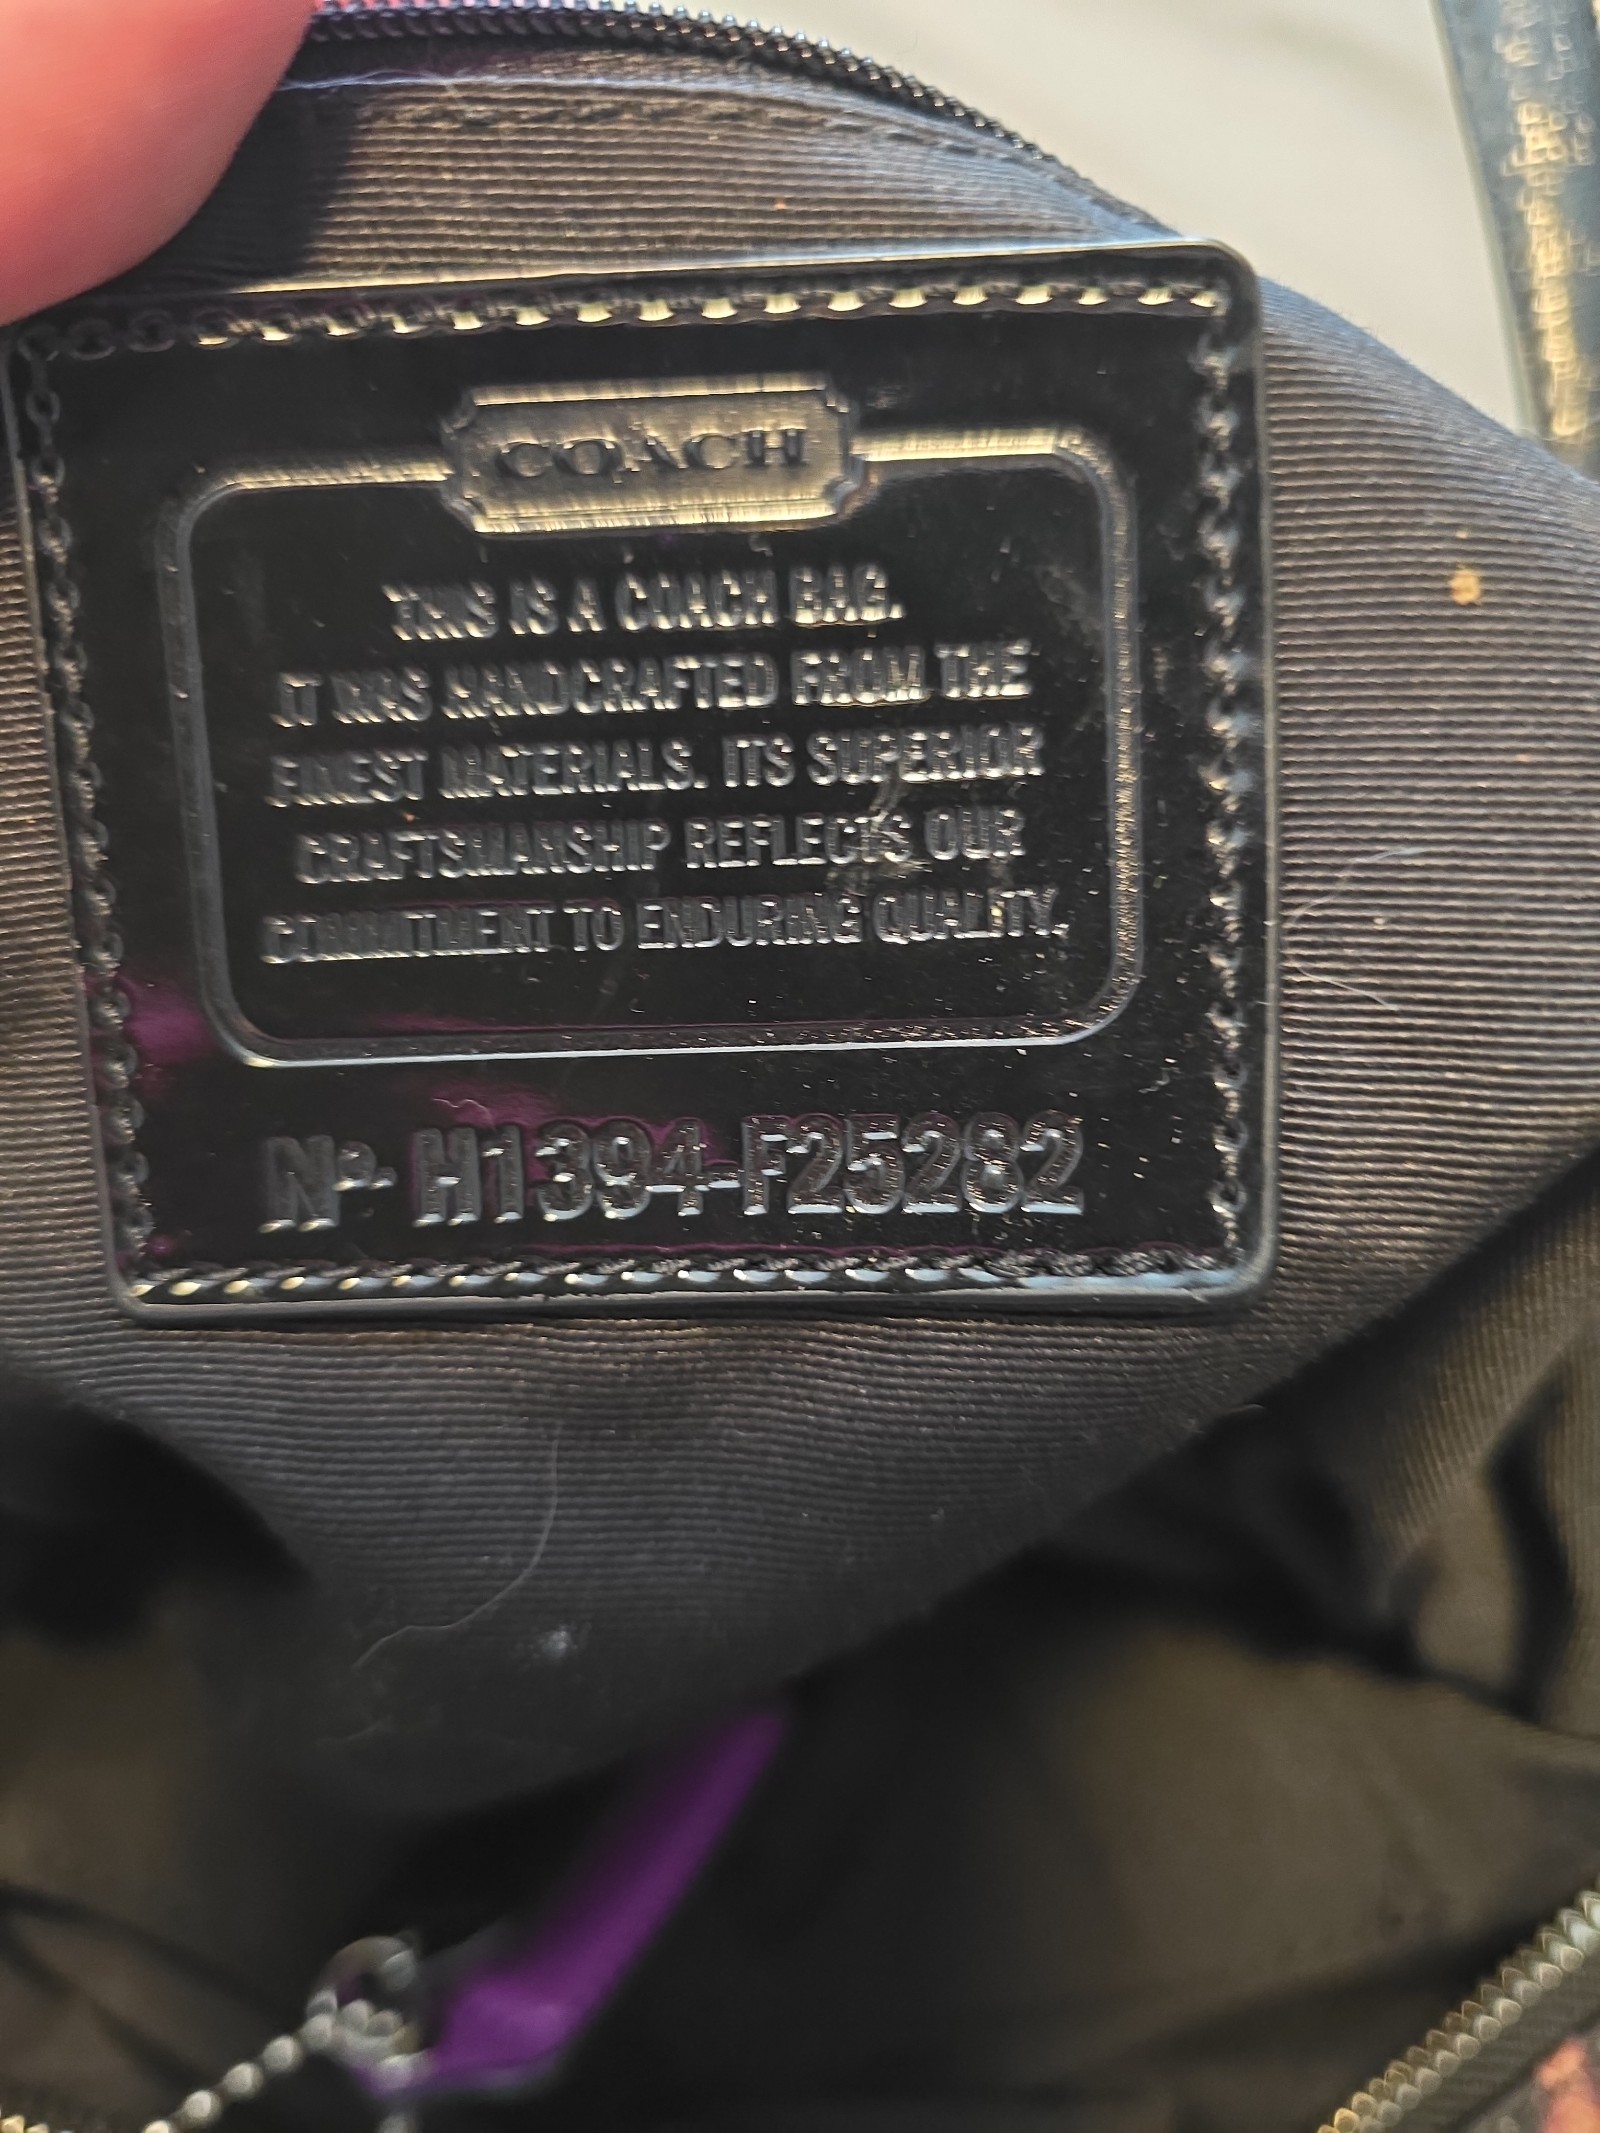 COACH
THIS IS A COACH BAG.
IT WAS HANDCRAFTED FROM THE
FINEST MATERIALS. ITS SUPERIOR
CRAFTSMANSHIP REFLECTS OUR
COMMITMENT TO ENDURING QUALITY.
Nº. H1394-F25282